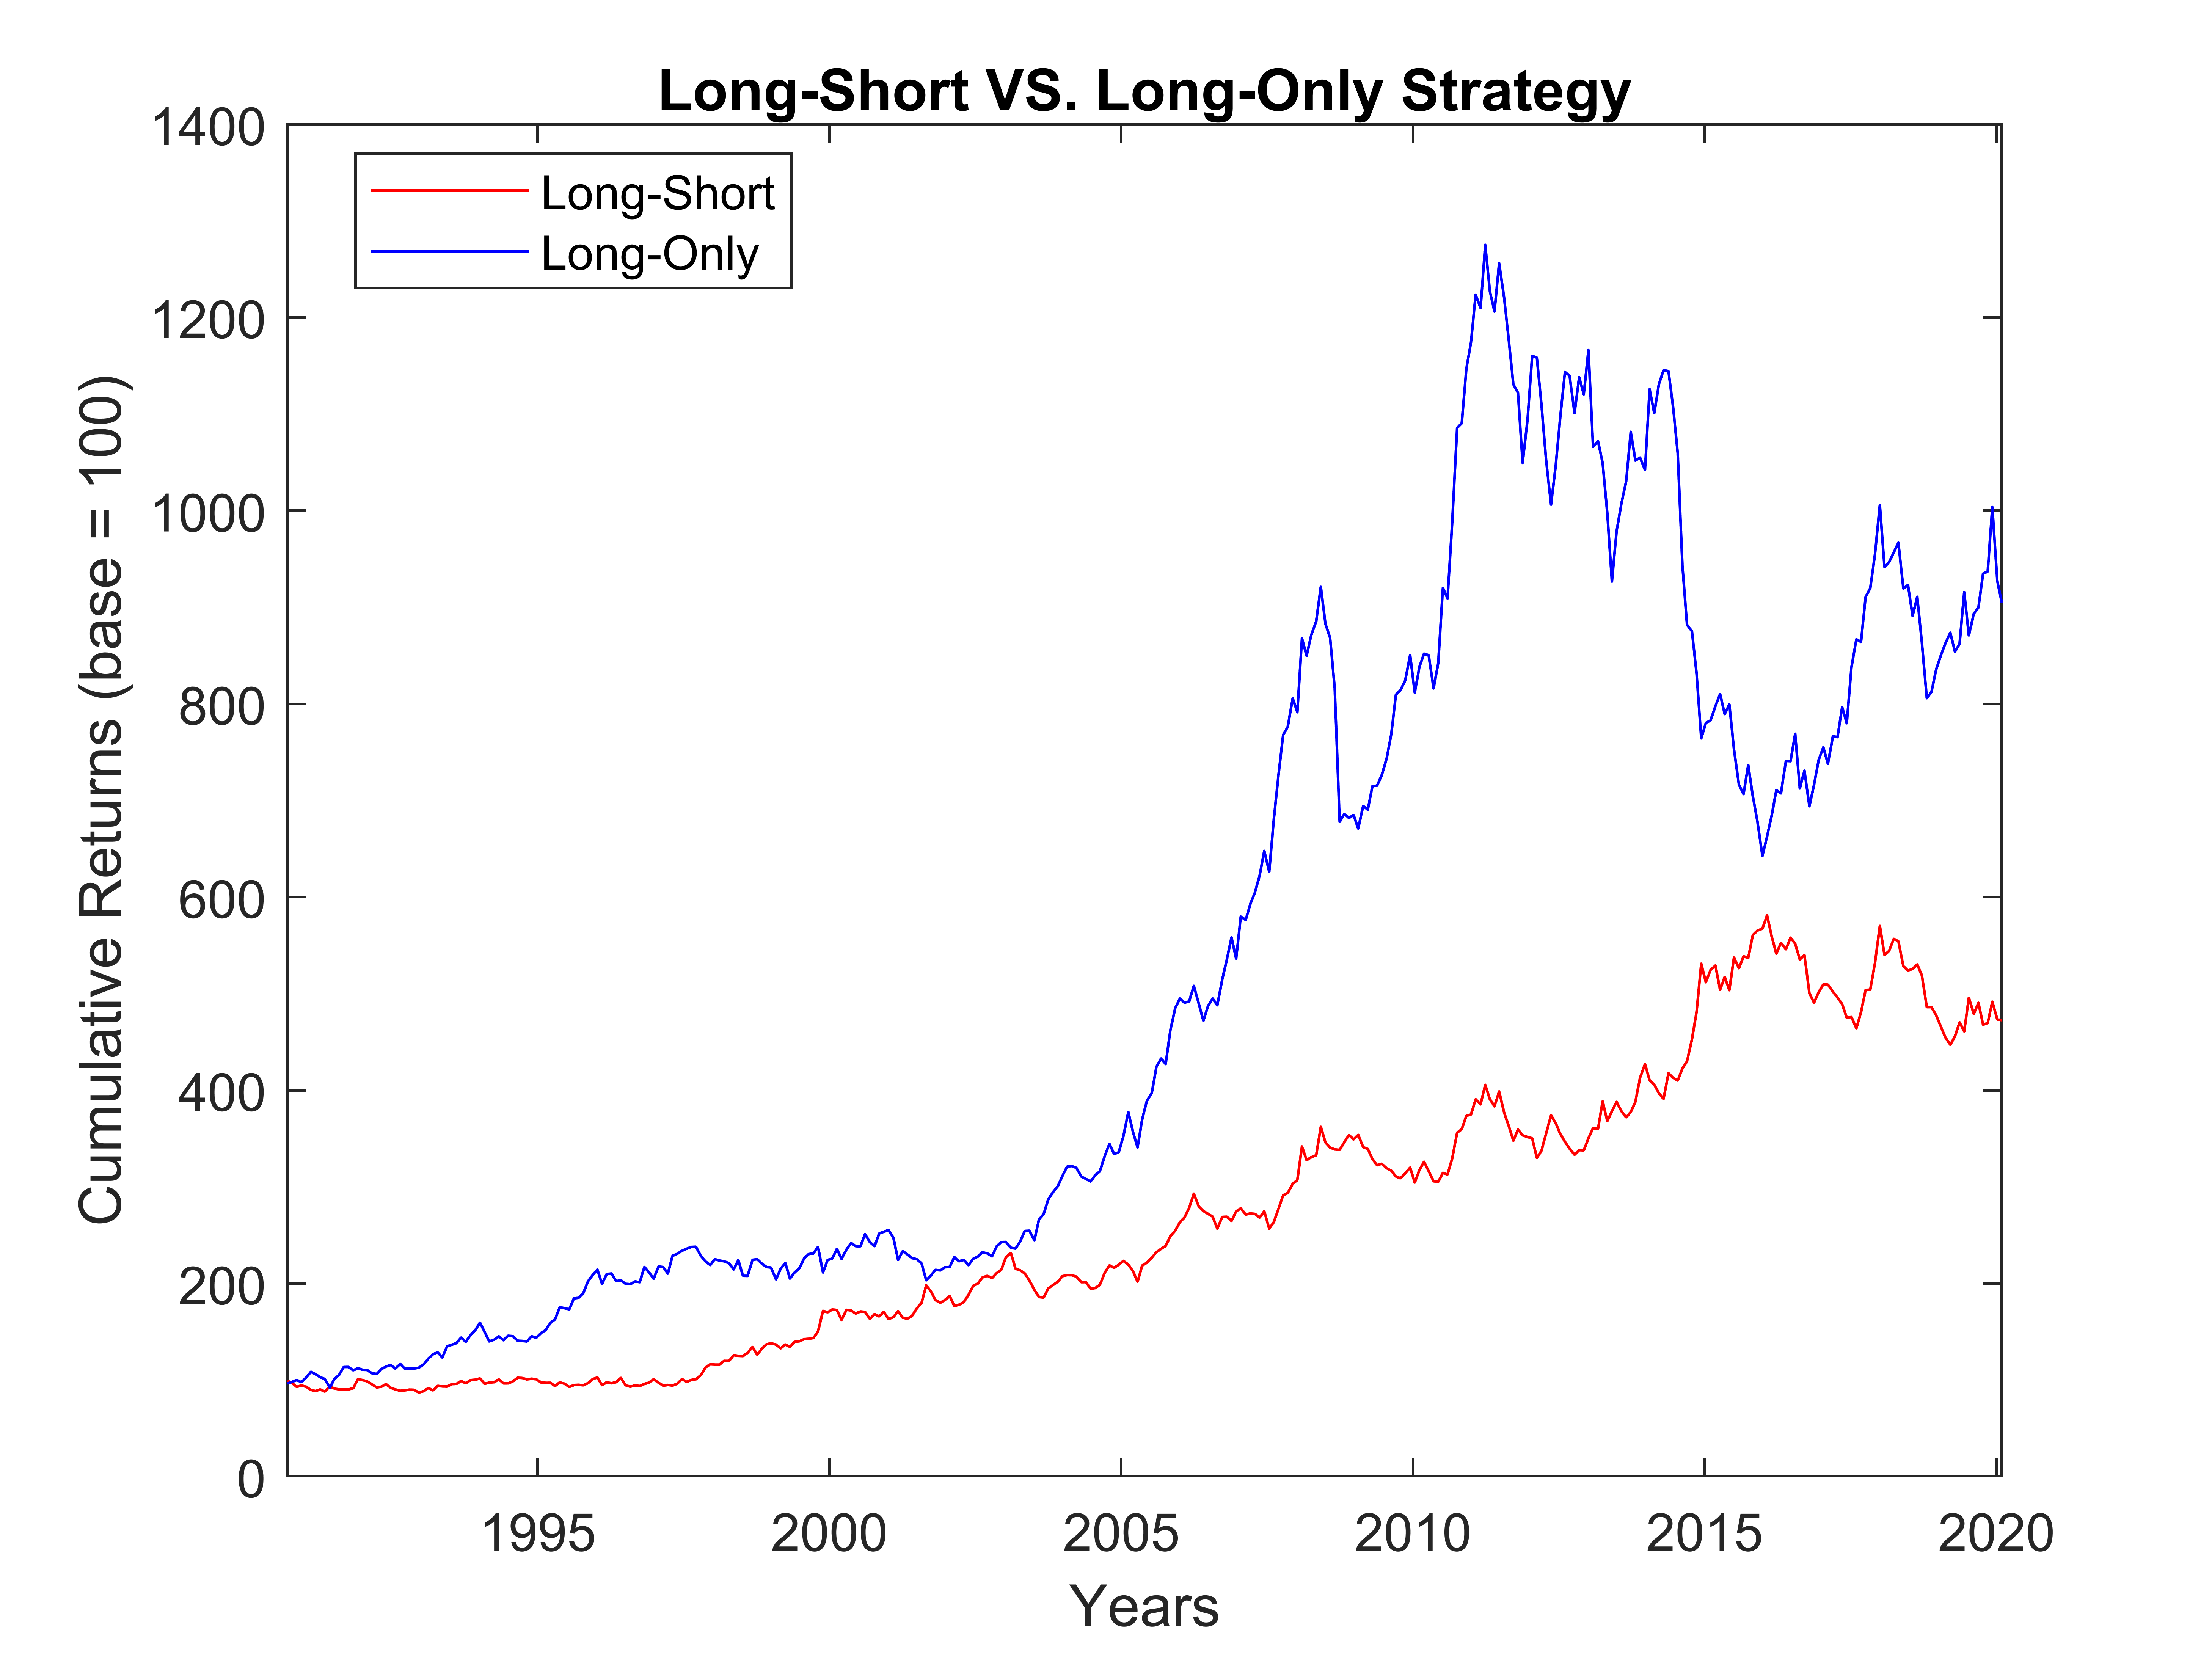 Long-Short VS. Long-Only Strategy
1400
1200
1000
800
600
400
200
0
Cumulative Returns (base = 100)
Long-Short
Long-Only
1995 2000 2005 2010 2015 2020
Years